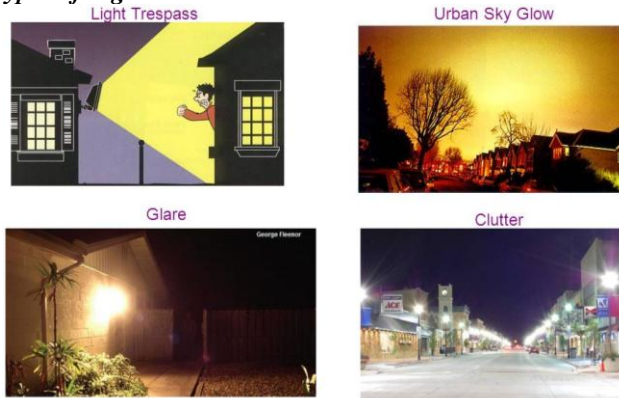 Light Trespass
Urban Sky Glow
Glare
George Fleenor
Clutter
ACE